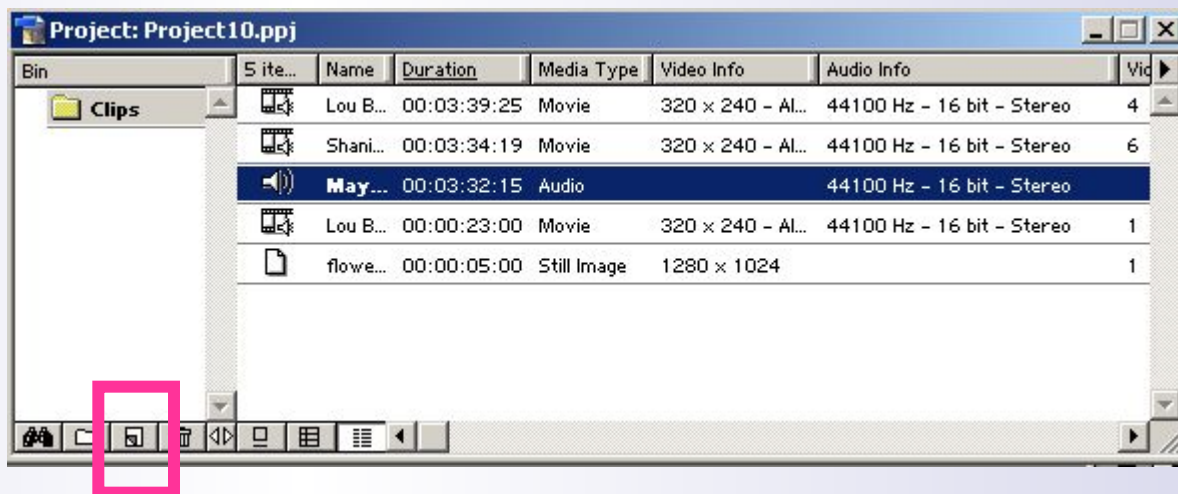 Project: Project10.ppj
Bin 5 ite... Name Duration Media Type Video Info Audio Info Vid
Clips Lou B... 00:03:39:25 Movie 320 x 240 - Al... 44100 Hz - 16 bit - Stereo 4
Shani... 00:03:34:19 Movie 320 x 240 - Al... 44100 Hz - 16 bit - Stereo 6
May... 00:03:32:15 Audio 44100 Hz - 16 bit - Stereo
Lou B... 00:00:23:00 Movie 320 x 240 - Al... 44100 Hz - 16 bit - Stereo 1
flowe... 00:00:05:00 Still Image 1280 x 1024 1